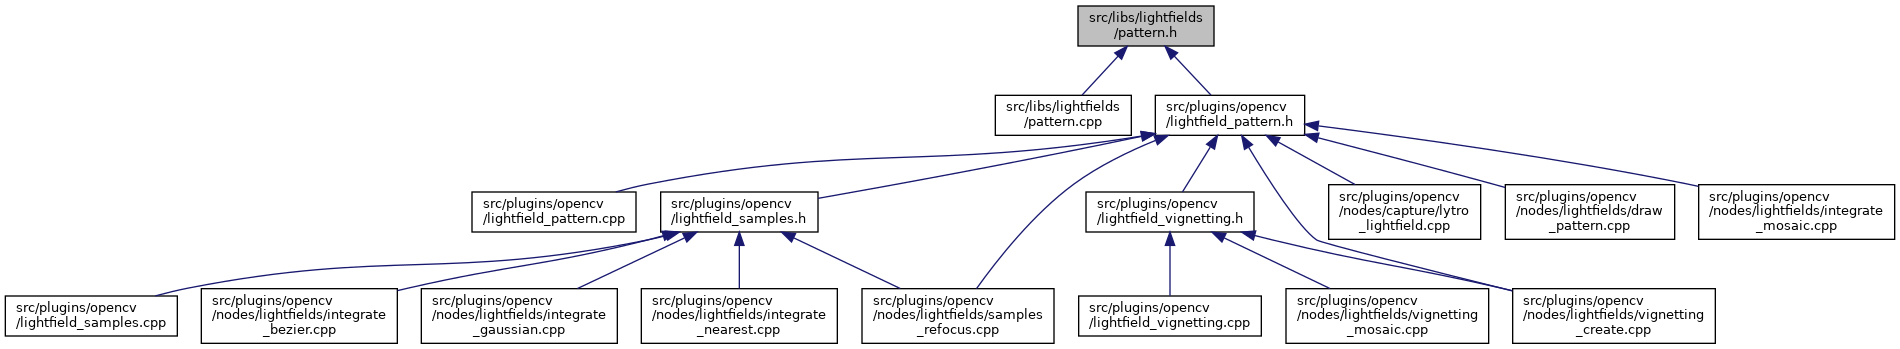 src/libs/lightfields
/pattern.h
src/libs/lightfields
/pattern.cpp
src/plugins/opencv
/lightfield_pattern.h
src/plugins/opencv
/lightfield_pattern.cpp
src/plugins/opencv
/lightfield_samples.h
src/plugins/opencv
/lightfield_vignetting.h
src/plugins/opencv
/nodes/capture/lytro
_lightfield.cpp
src/plugins/opencv
/nodes/lightfields/draw
_pattern.cpp
src/plugins/opencv
/nodes/lightfields/integrate
_mosaic.cpp
src/plugins/opencv
/lightfield_samples.cpp
src/plugins/opencv
/nodes/lightfields/integrate
_bezier.cpp
src/plugins/opencv
/nodes/lightfields/integrate
_gaussian.cpp
src/plugins/opencv
/nodes/lightfields/integrate
_nearest.cpp
src/plugins/opencv
/nodes/lightfields/samples
_refocus.cpp
src/plugins/opencv
/lightfield_vignetting.cpp
src/plugins/opencv
/nodes/lightfields/vignetting
_mosaic.cpp
src/plugins/opencv
/nodes/lightfields/vignetting
_create.cpp